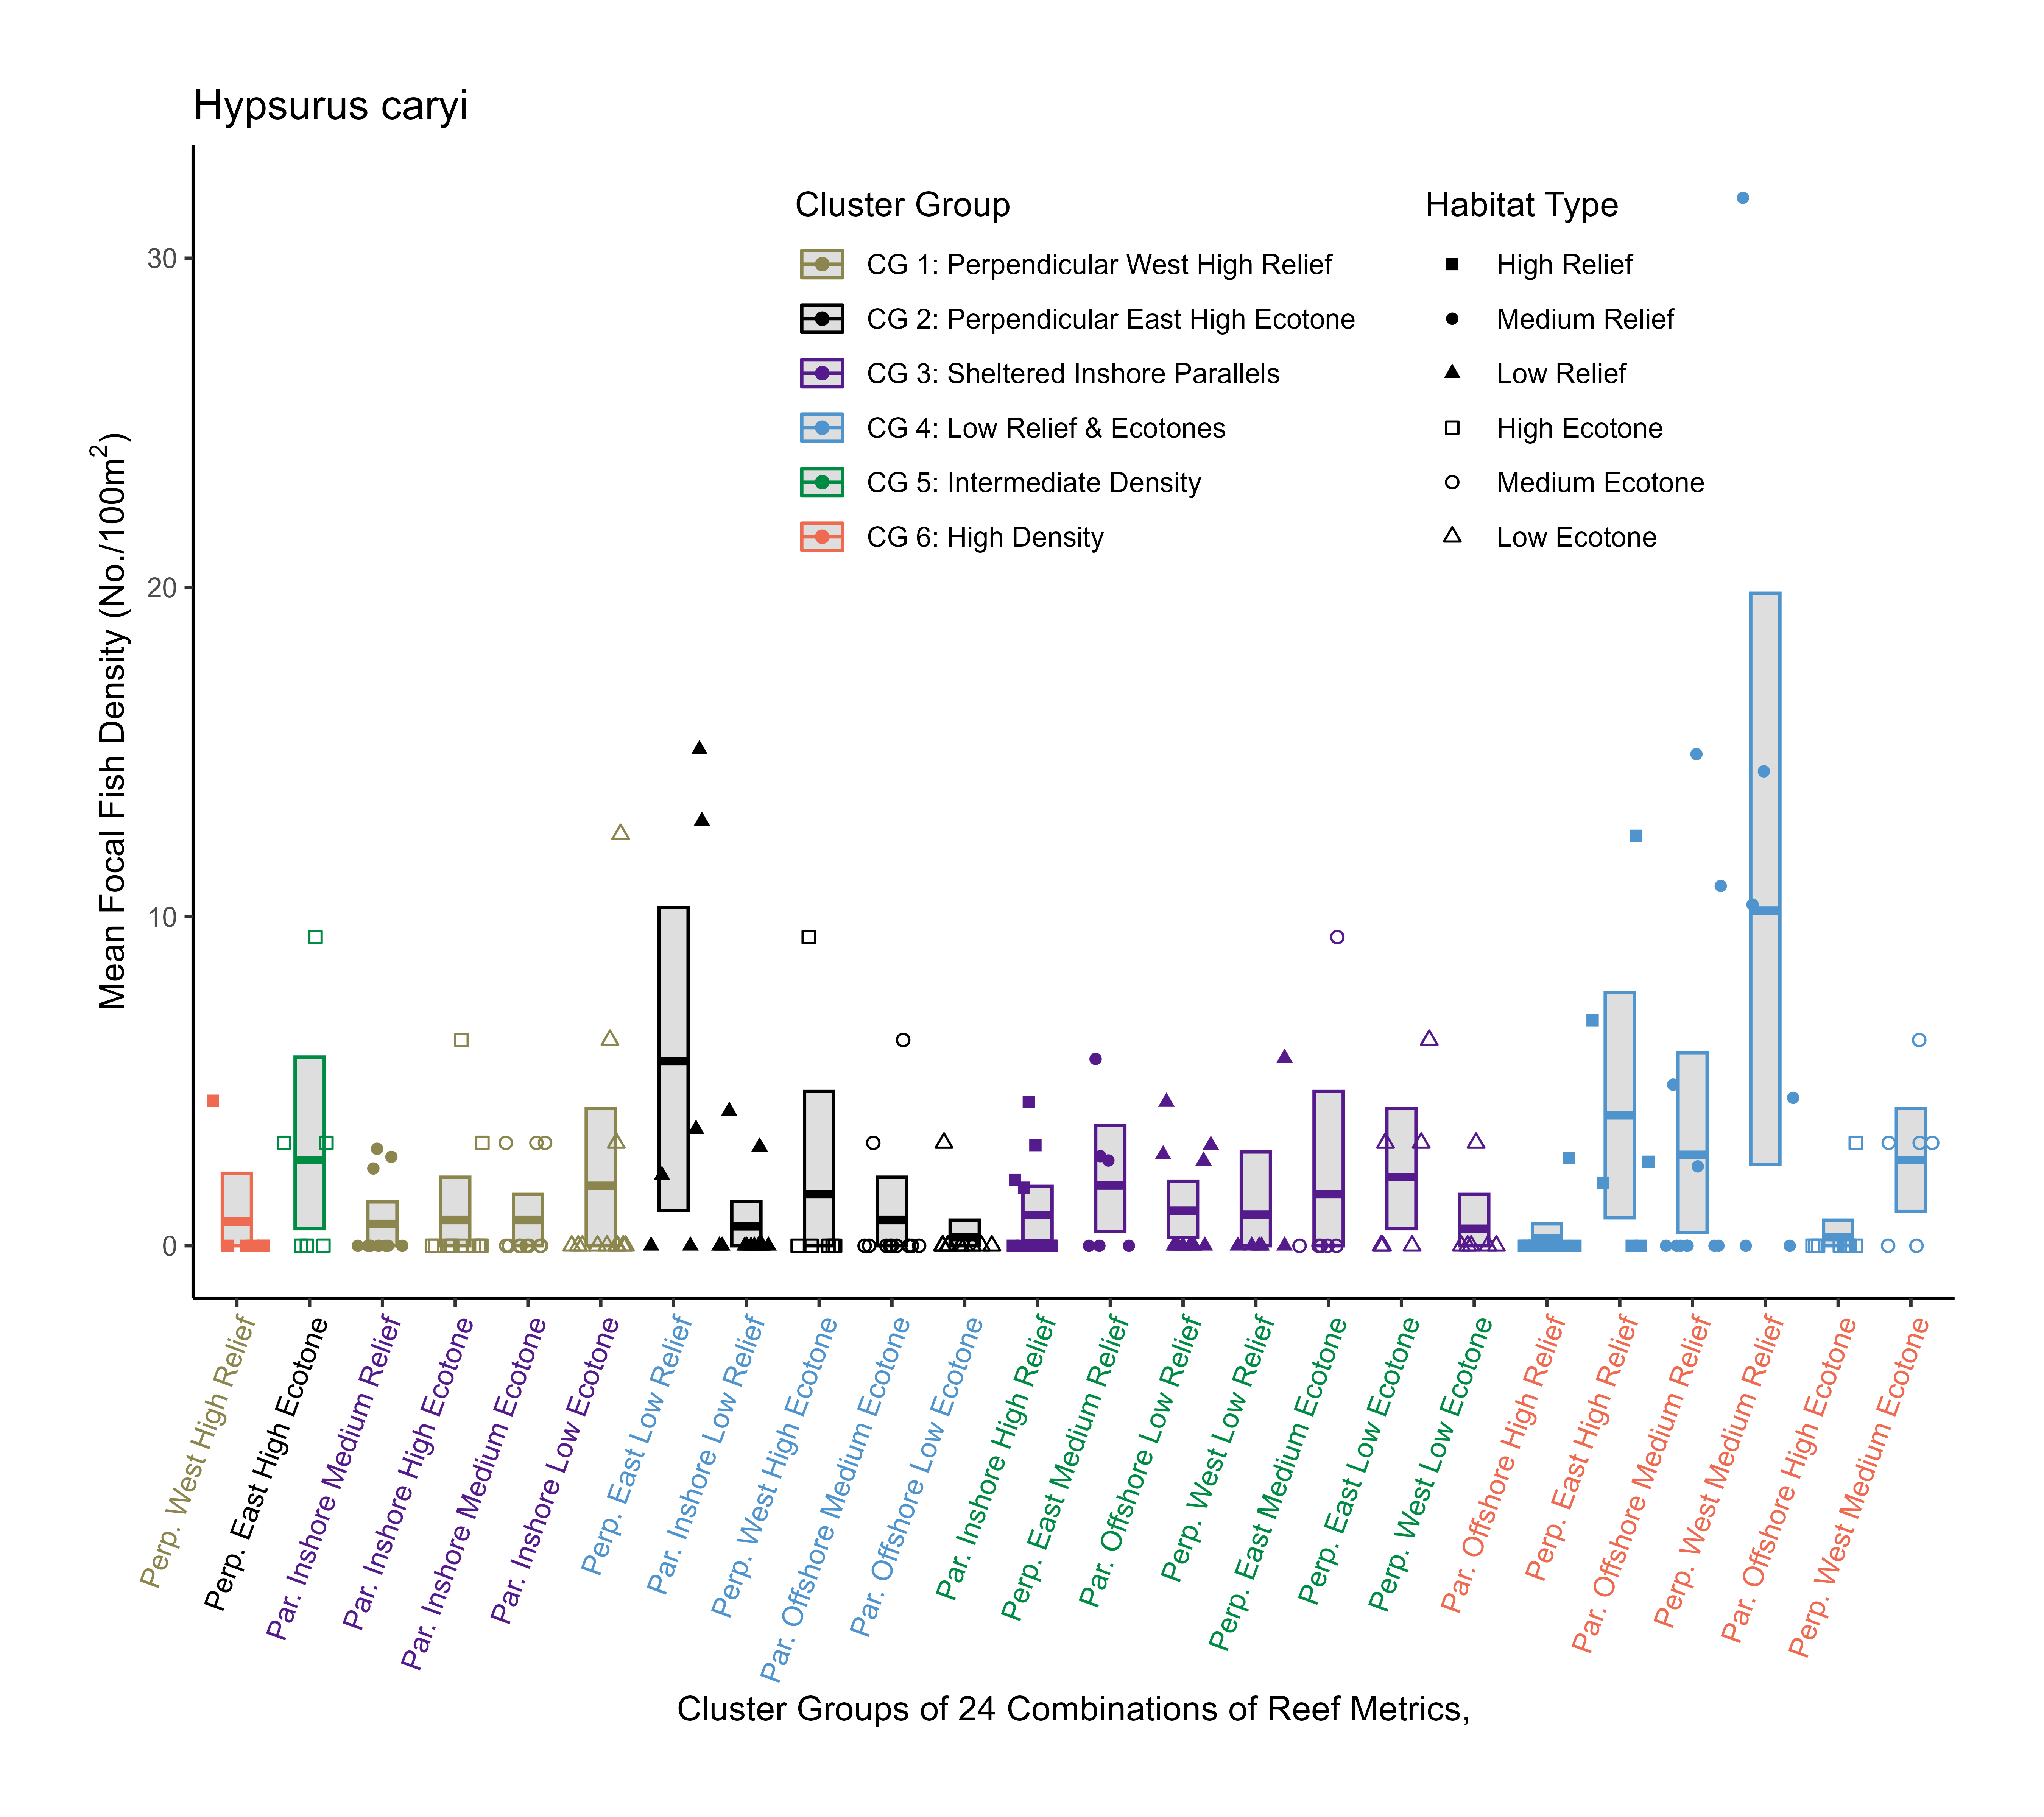 Hypsurus caryi
Cluster Group
CG 1: Perpendicular West High Relief
CG 2: Perpendicular East High Ecotone
CG 3: Sheltered Inshore Parallels
CG 4: Low Relief & Ecotones
CG 5: Intermediate Density
CG 6: High Density
Habitat Type
High Relief
Medium Relief
Low Relief
High Ecotone
Medium Ecotone
Low Ecotone
Mean Focal Fish Density (No./100m²)
30
20
10
0
Perp. West High Relief
Perp. East High Ecotone
Par. Inshore Medium Relief
Par. Inshore High Ecotone
Par. Inshore Medium Ecotone
Par. Inshore Low Ecotone
Perp. East Low Relief
Par. Inshore Low Relief
Perp. West High Ecotone
Par. Offshore Medium Ecotone
Par. Offshore Low Ecotone
Par. Inshore High Relief
Perp. East Medium Relief
Par. Offshore Low Relief
Perp. West Low Relief
Perp. East Medium Ecotone
Perp. East Low Ecotone
Perp. West Low Ecotone
Par. Offshore High Relief
Perp. East High Relief
Par. Offshore Medium Relief
Perp. West Medium Relief
Par. Offshore High Ecotone
Perp. West Medium Ecotone
Cluster Groups of 24 Combinations of Reef Metrics,